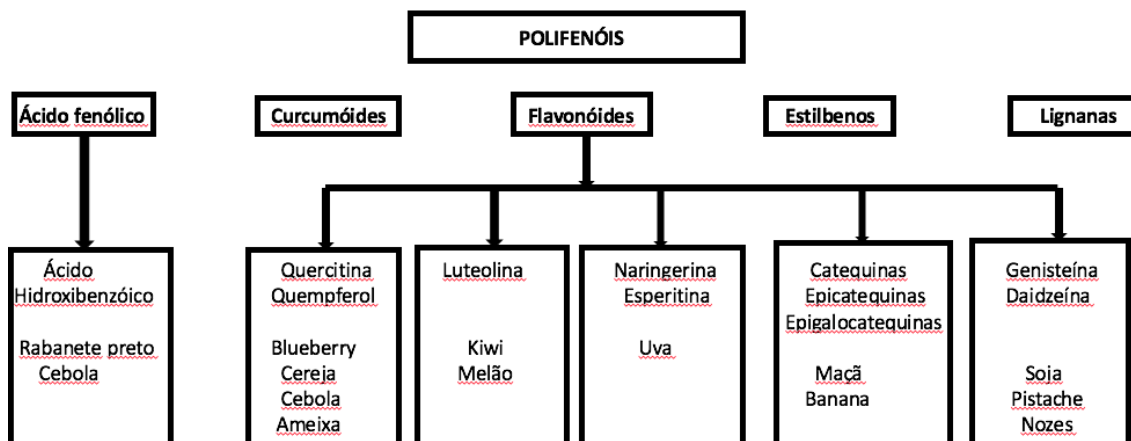 POLIFENÓIS
Ácido fenólico
Curcumóides
Flavonóides
Estilbenos
Lignanas
Ácido
Hidroxibenzóico
Rabanete preto
Cebola
Quercitina
Quempferol
Blueberry
Cereja
Cebola
Ameixa
Luteolina
Kiwi
Melão
Naringerina
Esperitina
Uva
Catequinas
Epicatequinas
Epigalocatequinas
Maçã
Banana
Genisteína
Daidzeína
Soja
Pistache
Nozes